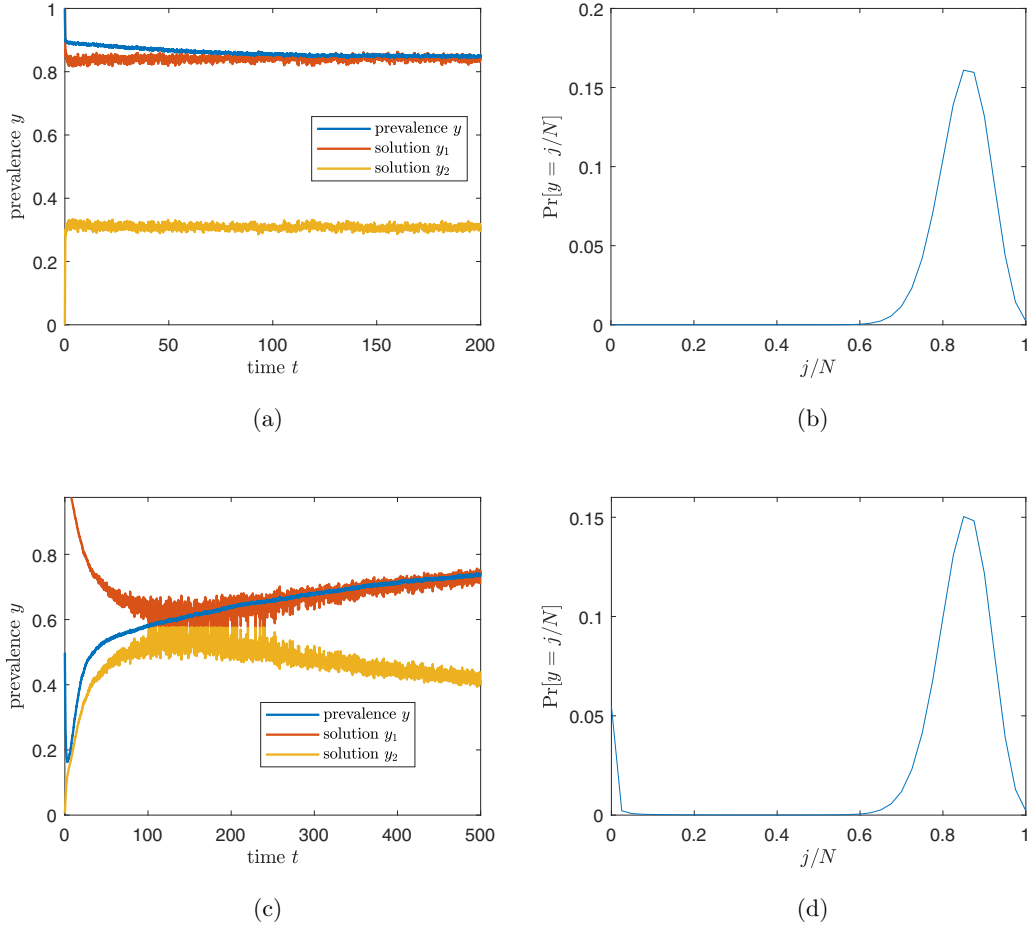 1
0.8
0.6
0.4
0.2
0
prevalence y
prevalence y
solution y₁
solution y₂
0 50 100 150 200
time t
(a)
0.2
0.15
0.1
0.05
0
Pr[y = j/N]
0 0.2 0.4 0.6 0.8 1
j/N
(b)
0.8
0.6
0.4
0.2
0
prevalence y
prevalence y
solution y₁
solution y₂
0 100 200 300 400 500
time t
(c)
0.15
0.1
0.05
0
Pr[y = j/N]
0 0.2 0.4 0.6 0.8 1
j/N
(d)